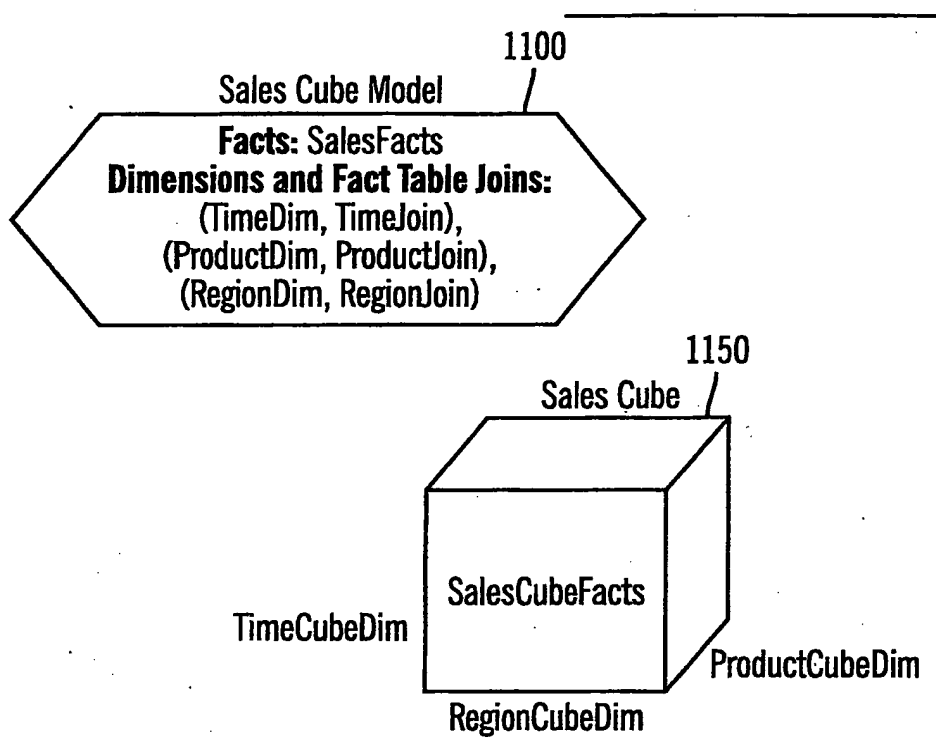 1100
Sales Cube Model
Facts: SalesFacts
Dimensions and Fact Table Joins:
(TimeDim, TimeJoin),
(ProductDim, ProductJoin),
(RegionDim, RegionJoin)
1150
Sales Cube
SalesCubeFacts
TimeCubeDim
ProductCubeDim
RegionCubeDim